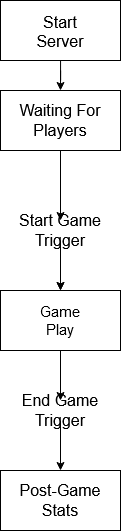 Start
Server
Waiting For
Players
Start Game
Trigger
Game
Play
End Game
Trigger
Post-Game
Stats